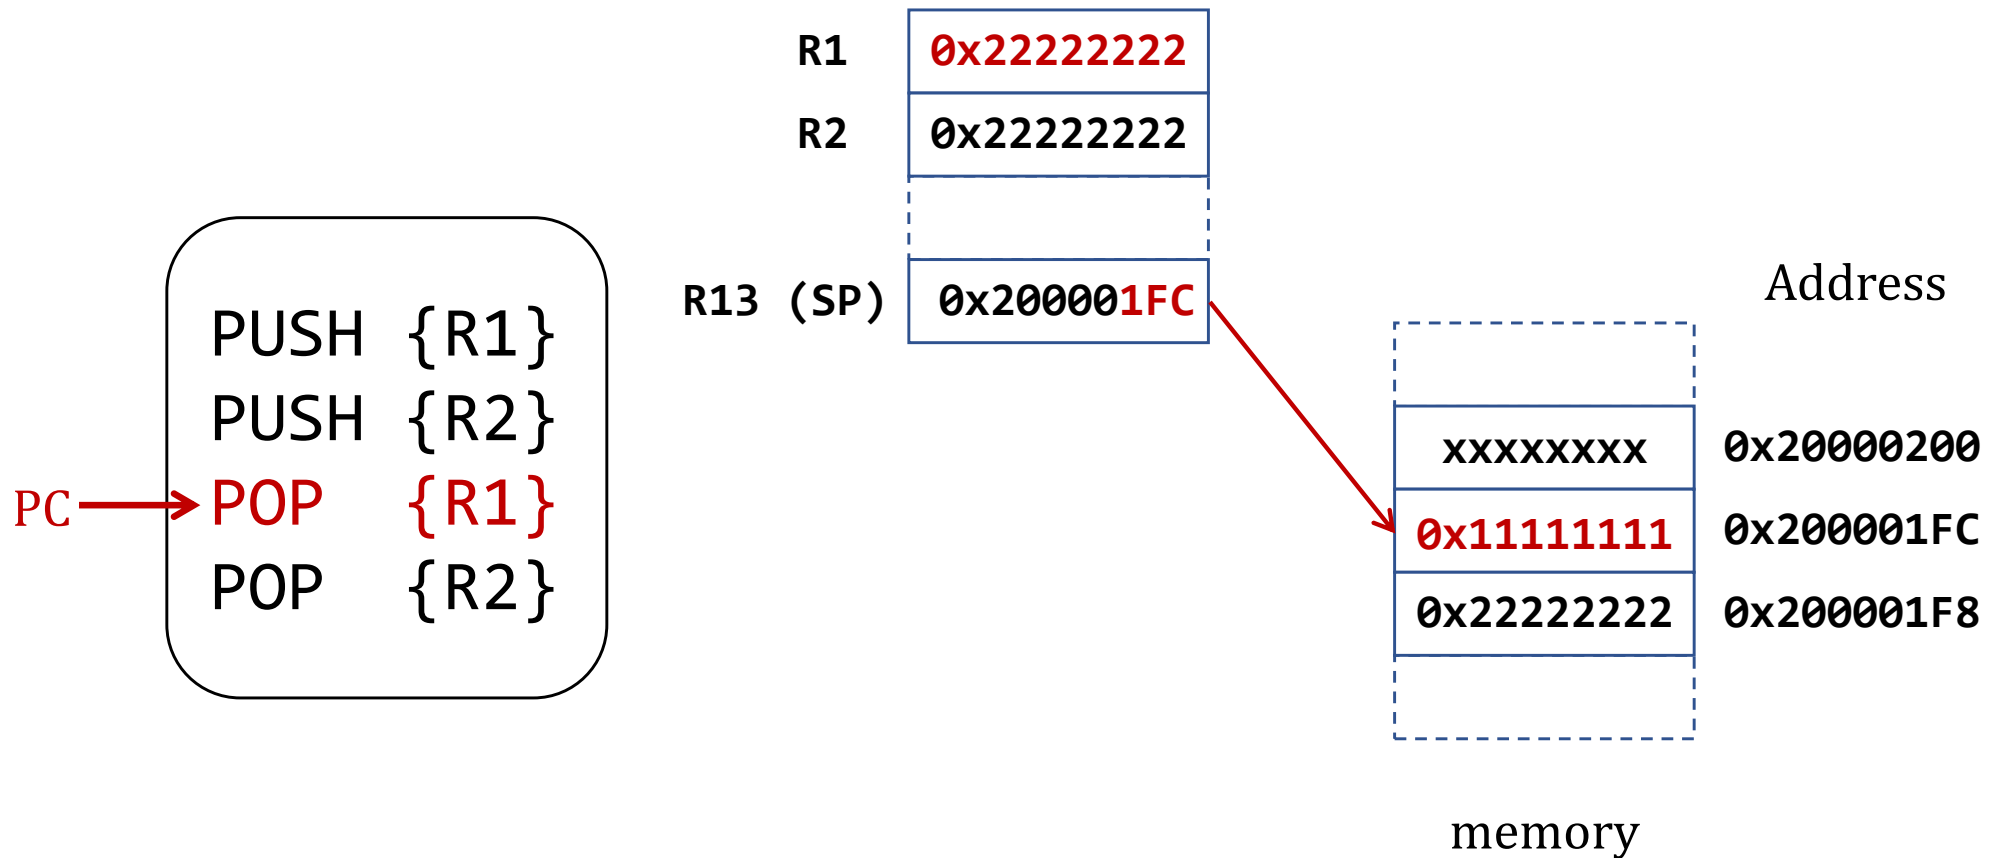 R1 0x22222222
R2 0x22222222
R13 (SP) 0x200001FC
PUSH {R1}
PUSH {R2}
PC POP {R1}
POP {R2}
Address
xxxxxxxx 0x20000200
0x11111111 0x200001FC
0x22222222 0x200001F8
memory